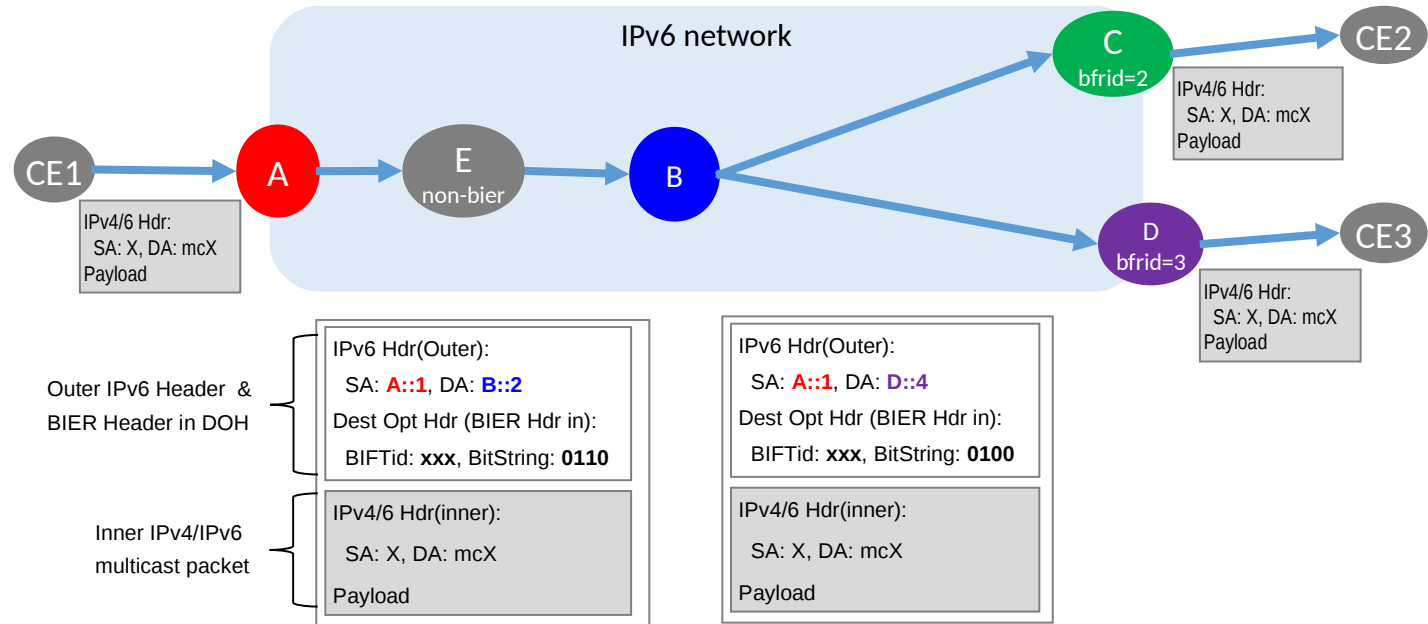 IPv6 network
C
bfrid=2
CE2
IPv4/6 Hdr:
SA: X, DA: mcX
Payload
CE1
A
E
non-bier
B
IPv4/6 Hdr:
SA: X, DA: mcX
Payload
D
bfrid=3
CE3
IPv4/6 Hdr:
SA: X, DA: mcX
Payload
Outer IPv6 Header &
BIER Header in DOH
IPv6 Hdr(Outer):
SA: A::1, DA: B::2
Dest Opt Hdr (BIER Hdr in):
BIFTid: xxx, BitString: 0110
Inner IPv4/IPv6
multicast packet
IPv4/6 Hdr(inner):
SA: X, DA: mcX
Payload
IPv6 Hdr(Outer):
SA: A::1, DA: D::4
Dest Opt Hdr (BIER Hdr in):
BIFTid: xxx, BitString: 0100
IPv4/6 Hdr(inner):
SA: X, DA: mcX
Payload